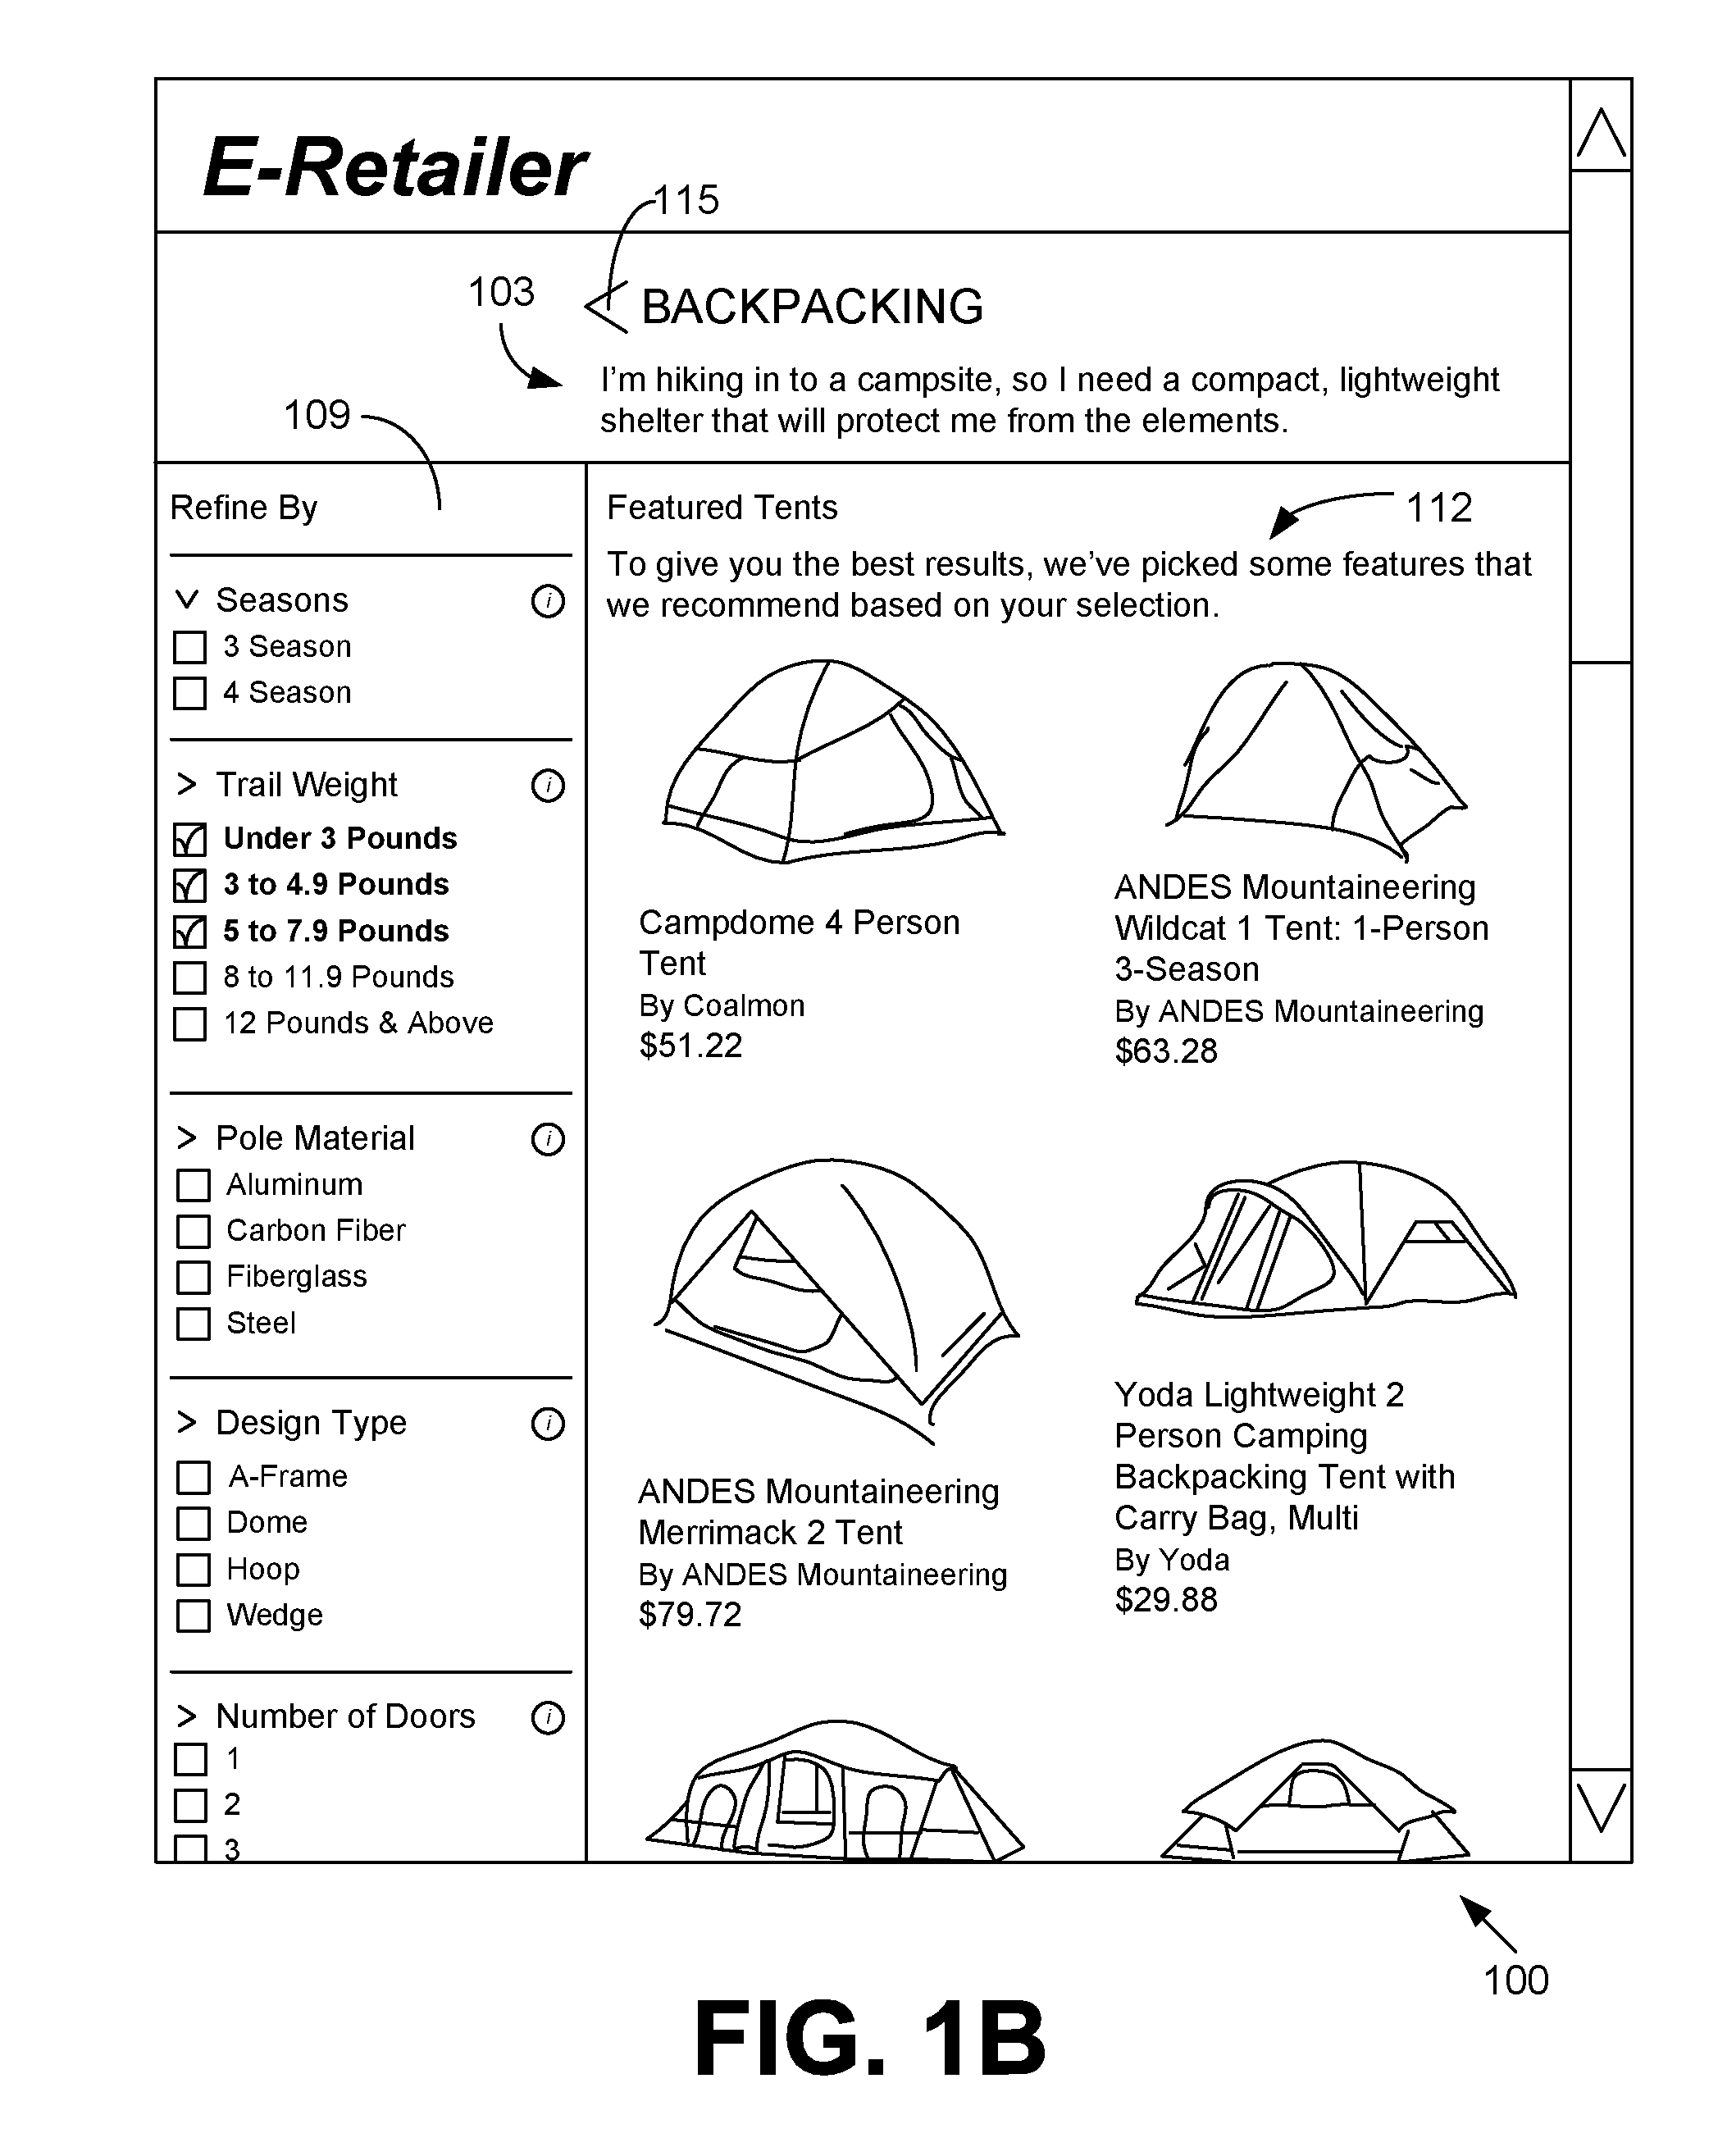 E-Retailer
115
103
BACKPACKING
I'm hiking in to a campsite, so I need a compact, lightweight
shelter that will protect me from the elements.
109
Refine By
Seasons
i
3 Season
4 Season
Trail Weight
i
Under 3 Pounds
3 to 4.9 Pounds
5 to 7.9 Pounds
8 to 11.9 Pounds
12 Pounds & Above
Pole Material
i
Aluminum
Carbon Fiber
Fiberglass
Steel
Design Type
i
A-Frame
Dome
Hoop
Wedge
Number of Doors
i
1
2
3
Featured Tents
112
To give you the best results, we've picked some features that
we recommend based on your selection.
Campdome 4 Person
Tent
By Coalmon
$51.22
ANDES Mountaineering
Wildcat 1 Tent: 1-Person
3-Season
By ANDES Mountaineering
$63.28
ANDES Mountaineering
Merrimack 2 Tent
By ANDES Mountaineering
$79.72
Yoda Lightweight 2
Person Camping
Backpacking Tent with
Carry Bag, Multi
By Yoda
$29.88
100
FIG. 1B